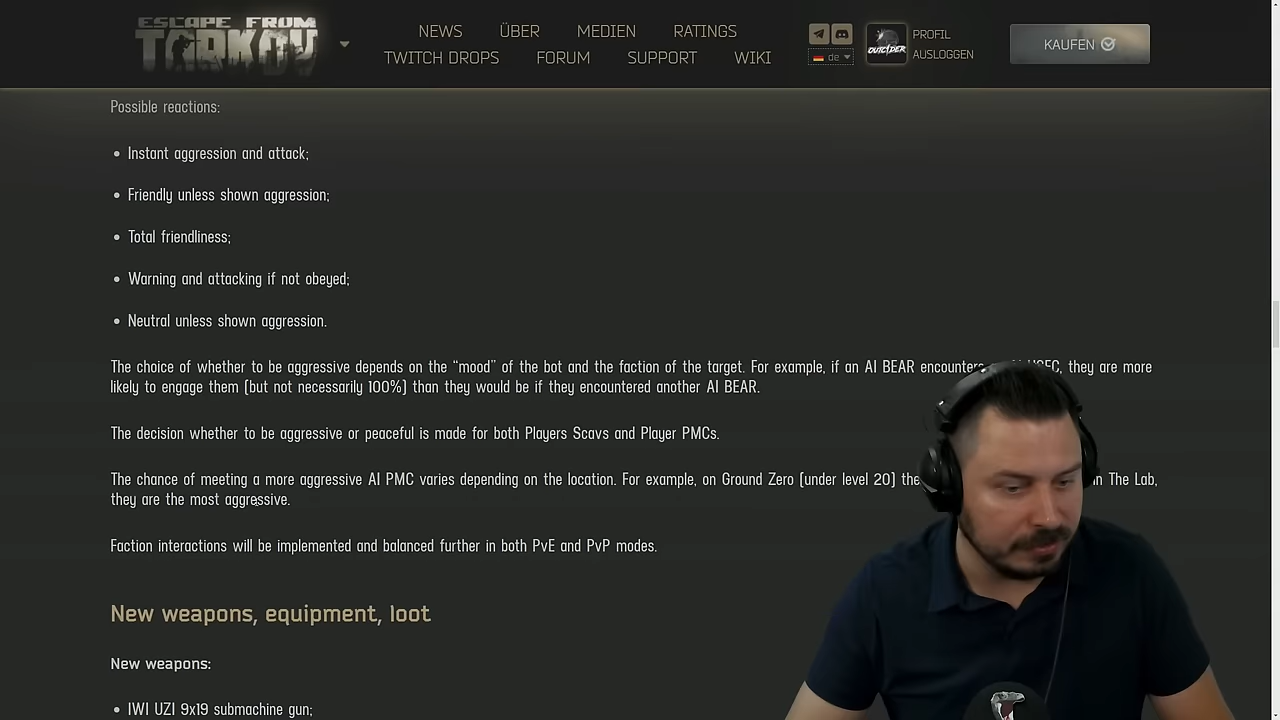 ESCAPE FROM
TARKOV
NEWS ÜBER MEDIEN RATINGS
TWITCH DROPS FORUM SUPPORT WIKI
de
OUTCIDER
PROFIL
AUSLOGGEN
KAUFEN
Possible reactions:
• Instant aggression and attack;
• Friendly unless shown aggression;
• Total friendliness;
• Warning and attacking if not obeyed;
• Neutral unless shown aggression.
The choice of whether to be aggressive depends on the “mood” of the bot and the faction of the target. For example, if an AI BEAR encounters USEC, they are more
likely to engage them (but not necessarily 100%) than they would be if they encountered another AI BEAR.
The decision whether to be aggressive or peaceful is made for both Players Scavs and Player PMCs.
The chance of meeting a more aggressive AI PMC varies depending on the location. For example, on Ground Zero (under level 20) in The Lab,
they are the most aggressive.
Faction interactions will be implemented and balanced further in both PvE and PvP modes.
New weapons, equipment, loot
New weapons:
• IWI UZI 9x19 submachine gun;